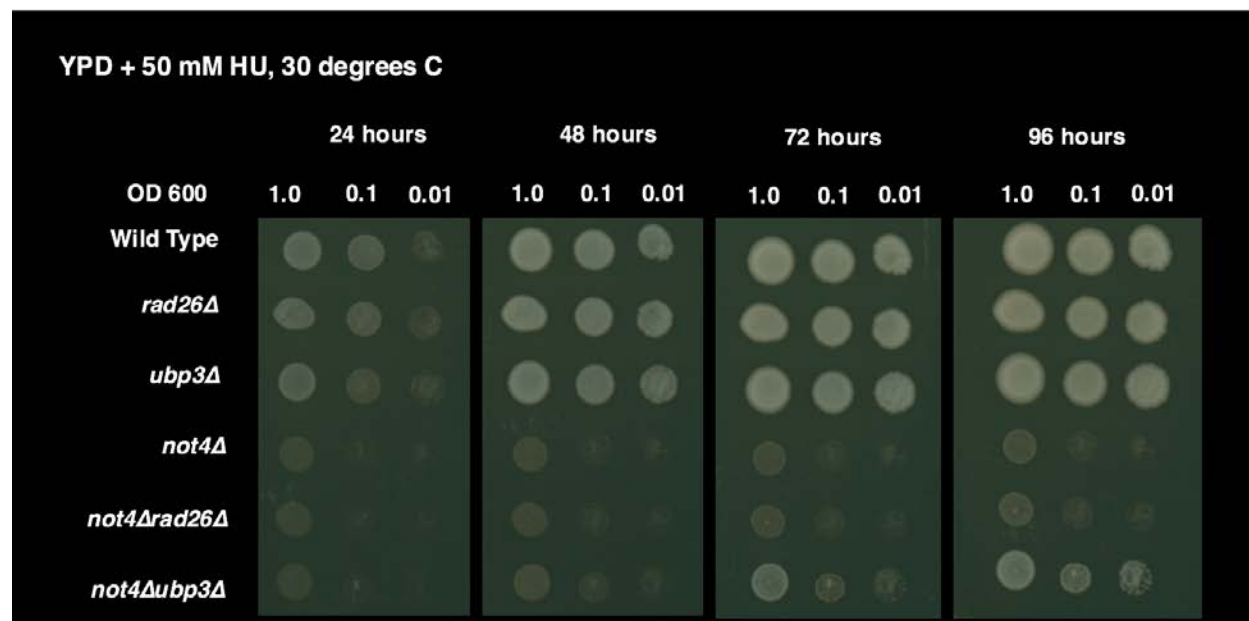 YPD + 50 mM HU, 30 degrees C
24 hours 48 hours 72 hours 96 hours
OD 600 1.0 0.1 0.01 1.0 0.1 0.01 1.0 0.1 0.01 1.0 0.1 0.01
Wild Type
rad26Δ
ubp3Δ
not4Δ
not4Δrad26Δ
not4Δubp3Δ